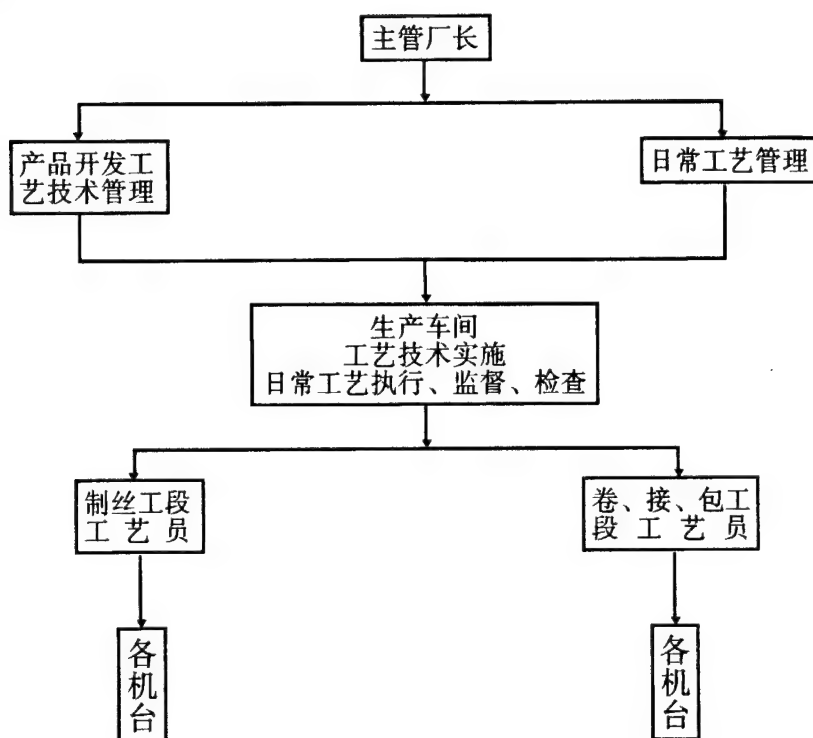 主管厂长
产品开发工
艺技术管理
日常工艺管理
生产车间
工艺技术实施
日常工艺执行、监督、检查
制丝工段
工艺员
卷、接、包工
段工艺员
各机台
各机台